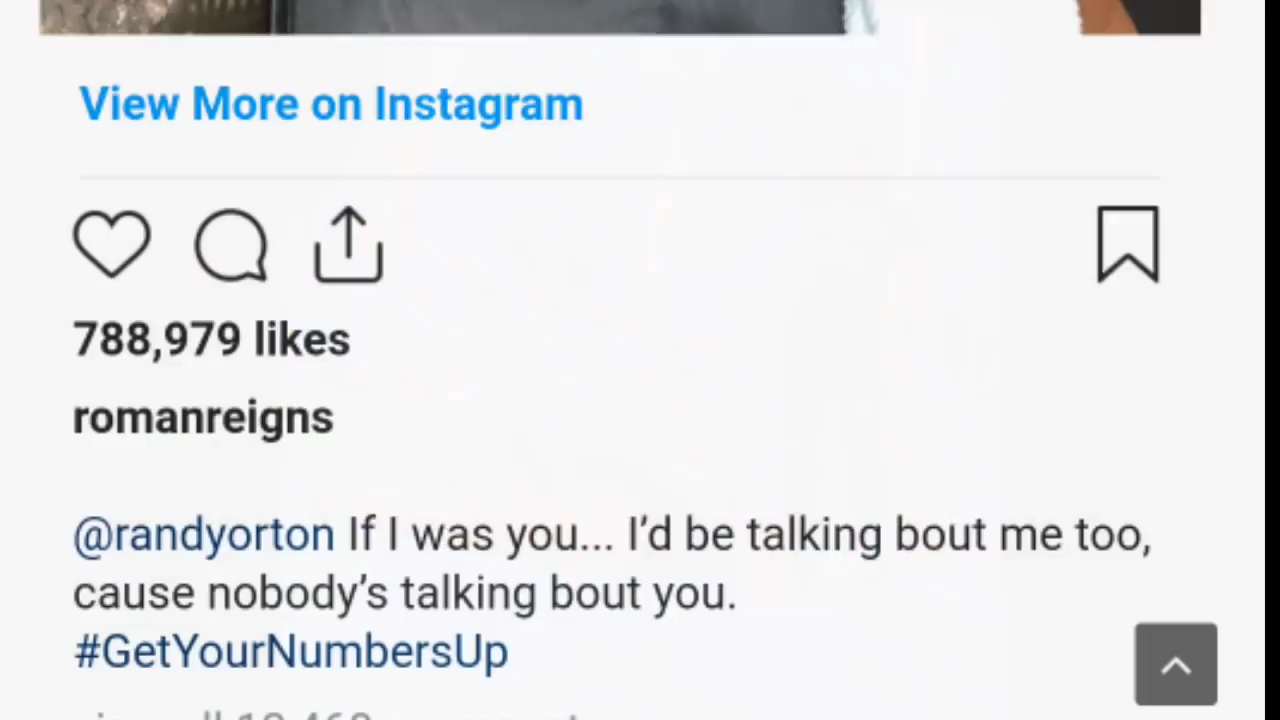 View More on Instagram
788,979 likes
romanreigns
@randyorton If I was you... I’d be talking bout me too,
cause nobody’s talking bout you.
#GetYourNumbersUp